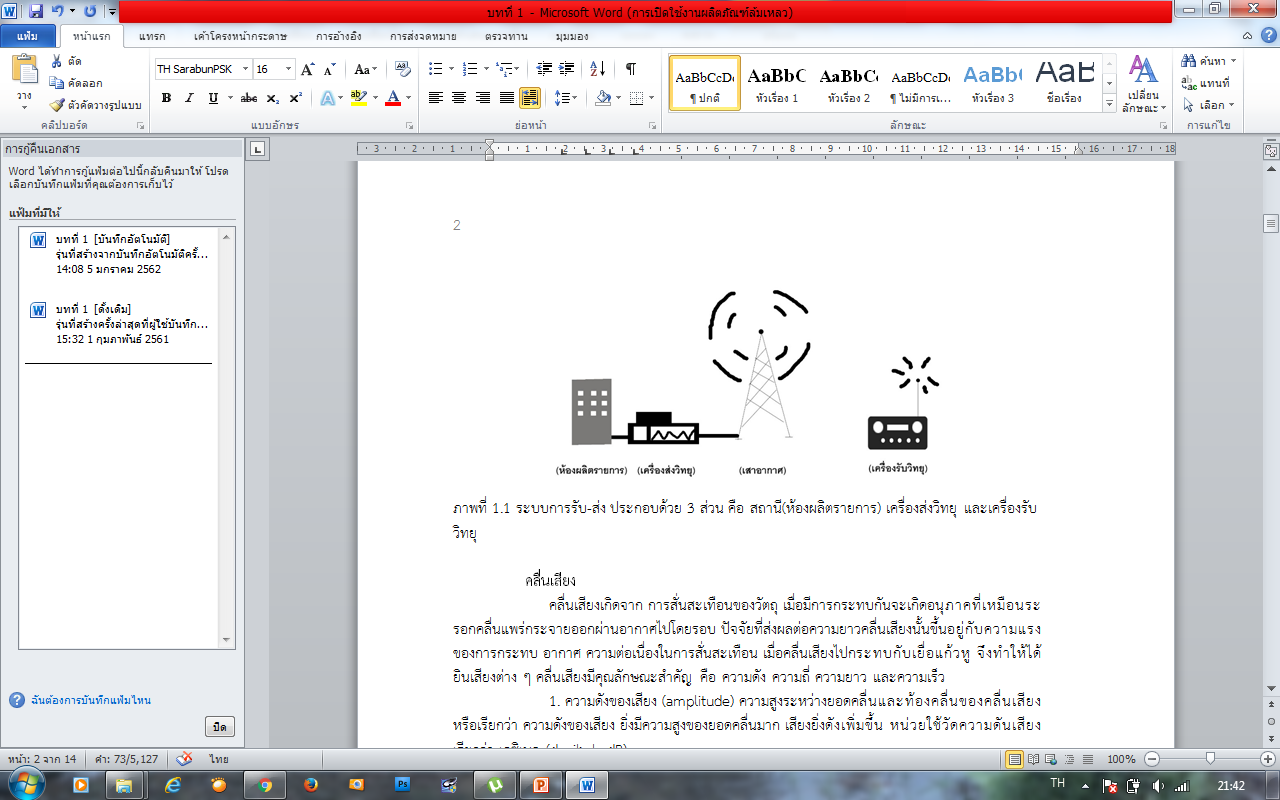 บทที่ 1 - Microsoft Word (การเปิดใช้งานผลิตภัณฑ์ล้มเหลว)
แฟ้ม หน้าแรก แทรก เค้าโครงหน้ากระดาษ การอ้างอิง การส่งจดหมาย ตรวจทาน มุมมอง
วาง
ตัด
คัดลอก
ตัวคัดวางรูปแบบ
คลิปบอร์ด
TH SarabunPSK 16
แบบอักษร
ย่อหน้า
AaBbCcDc AaBbC AaBbCc AaBbCcDc AaBbC AaB
¶ ปกติ หัวเรื่อง 1 หัวเรื่อง 2 ¶ ไม่มีการเ... หัวเรื่อง 3 ชื่อเรื่อง
ลักษณะ
เปลี่ยนลักษณะ
ค้นหา
แทนที่
เลือก
การแก้ไข
การกู้คืนเอกสาร
Word ได้ทำการกู้แฟ้มต่อไปนี้กลับคืนมาให้ โปรด
เลือกบันทึกแฟ้มที่คุณต้องการเก็บไว้
แฟ้มที่มีให้
บทที่ 1 [บันทึกอัตโนมัติ]
รุ่นที่สร้างจากบันทึกอัตโนมัติครั้...
14:08 5 มกราคม 2562
บทที่ 1 [ดั้งเดิม]
รุ่นที่สร้างครั้งล่าสุดที่ผู้ใช้บันทึก...
15:32 1 กุมภาพันธ์ 2561
ฉันต้องการบันทึกแฟ้มไหน
ปิด
3 2 1 1 2 3 4 5 6 7 8 9 10 11 12 13 14 15 16 17 18
2
(ห้องผลิตรายการ) (เครื่องส่งวิทยุ) (เสาอากาศ) (เครื่องรับวิทยุ)
ภาพที่ 1.1 ระบบการรับ-ส่ง ประกอบด้วย 3 ส่วน คือ สถานี(ห้องผลิตรายการ) เครื่องส่งวิทยุ และเครื่องรับ
วิทยุ
คลื่นเสียง
คลื่นเสียงเกิดจาก การสั่นสะเทือนของวัตถุ เมื่อมีการกระทบกันจะเกิดอนุภาคที่เหมือนระ
รอกคลื่นแพร่กระจายออกผ่านอากาศไปโดยรอบ ปัจจัยที่ส่งผลต่อความยาวคลื่นเสียงนั้นขึ้นอยู่กับความแรง
ของการกระทบ อากาศ ความต่อเนื่องในการสั่นสะเทือน เมื่อคลื่นเสียงไปกระทบกับเยื่อแก้วหู จึงทำให้ได้
ยินเสียงต่าง ๆ คลื่นเสียงมีคุณลักษณะสำคัญ คือ ความดัง ความถี่ ความยาว และความเร็ว
1. ความดังของเสียง (amplitude) ความสูงระหว่างยอดคลื่นและท้องคลื่นของคลื่นเสียง
หรือเรียกว่า ความดังของเสียง ยิ่งมีความสูงของยอดคลื่นมาก เสียงยิ่งดังเพิ่มขึ้น หน่วยใช้วัดความดันเสียง
หน้า: 2 จาก 14 คำ: 73/5,127 ไทย 100%
TH 21:42